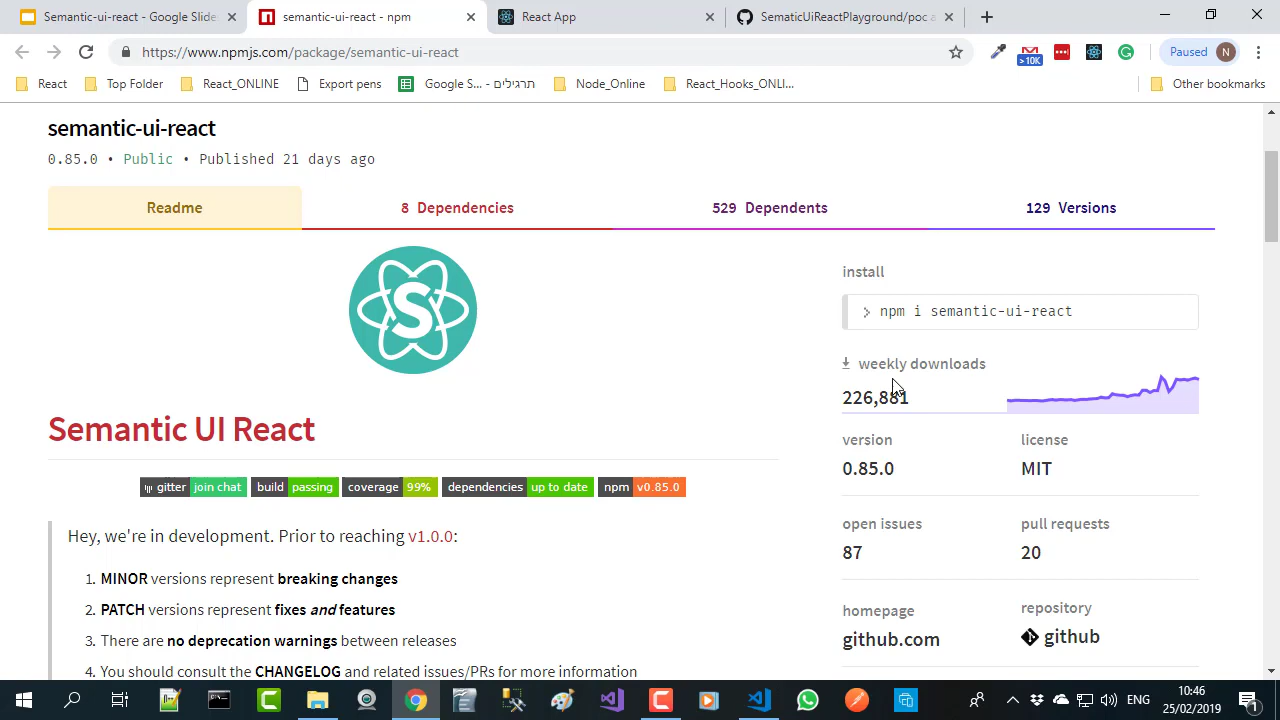 Semantic-ui-react - Google Slide
semantic-ui-react - npm
React App
SematicUiReactPlayground/poc a
https://www.npmjs.com/package/semantic-ui-react
>10K
Paused
N
React
Top Folder
React_ONLINE
Export pens
Google S... - תרגילים
Node_Online
React_Hooks_ONLI...
Other bookmarks
semantic-ui-react
0.85.0 • Public • Published 21 days ago
Readme
8 Dependencies
529 Dependents
129 Versions
S
install
> npm i semantic-ui-react
weekly downloads
226,881
Semantic UI React
version
license
0.85.0
MIT
gitter join chat
build passing
coverage 99%
dependencies up to date
npm v0.85.0
open issues
pull requests
87
20
Hey, we're in development. Prior to reaching v1.0.0:
1. MINOR versions represent breaking changes
2. PATCH versions represent fixes and features
3. There are no deprecation warnings between releases
4. You should consult the CHANGELOG and related issues/PRs for more information
homepage
repository
github.com
github
ENG
10:46
25/02/2019
1